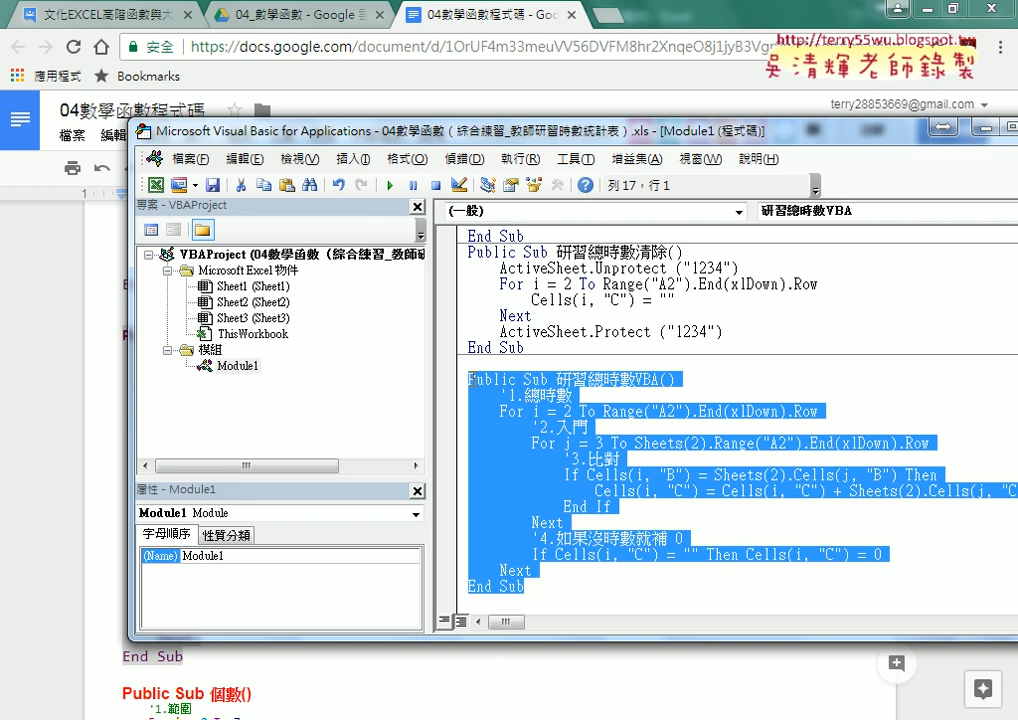 文化EXCEL高階函數與大
04_數學函數 - Google 雲
04數學函數程式碼 - Goo
安全
https://docs.google.com/document/d/1OrUF4m33meuVV56DVFM8hr2XnqeO8j1jyB3Vg
http://terry55wu.blogspot.tw
吳清輝老師錄製
應用程式
Bookmarks
04數學函數程式碼
terry28853669@gmail.com
檔案 編輯
Microsoft Visual Basic for Applications - 04數學函數（綜合練習_教師研習時數統計表）.xls - [Module1 (程式碼)]
檔案(F) 編輯(E) 檢視(V) 插入(I) 格式(O) 偵錯(D) 執行(R) 工具(T) 增益集(A) 視窗(W) 說明(H)
列 17，行 1
1
專案 - VBAProject
(一般)
研習總時數VBA
VBAProject (04數學函數（綜合練習_教師研
Microsoft Excel 物件
Sheet1 (Sheet1)
Sheet2 (Sheet2)
Sheet3 (Sheet3)
ThisWorkbook
模組
Module1
屬性 - Module1
Module1 Module
字母順序 性質分類
(Name) Module1
End Sub
Public Sub 研習總時數清除()
ActiveSheet.Unprotect ("1234")
For i = 2 To Range("A2").End(xlDown).Row
Cells(i, "C") = ""
Next
ActiveSheet.Protect ("1234")
End Sub
Public Sub 研習總時數VBA()
'1.總時數
For i = 2 To Range("A2").End(xlDown).Row
'2.入門
For j = 3 To Sheets(2).Range("A2").End(xlDown).Row
'3.比對
If Cells(i, "B") = Sheets(2).Cells(j, "B") Then
Cells(i, "C") = Cells(i, "C") + Sheets(2).Cells(j, "C
End If
Next
'4.如果沒時數就補 0
If Cells(i, "C") = "" Then Cells(i, "C") = 0
Next
End Sub
End Sub
Public Sub 個數()
'1.範圍